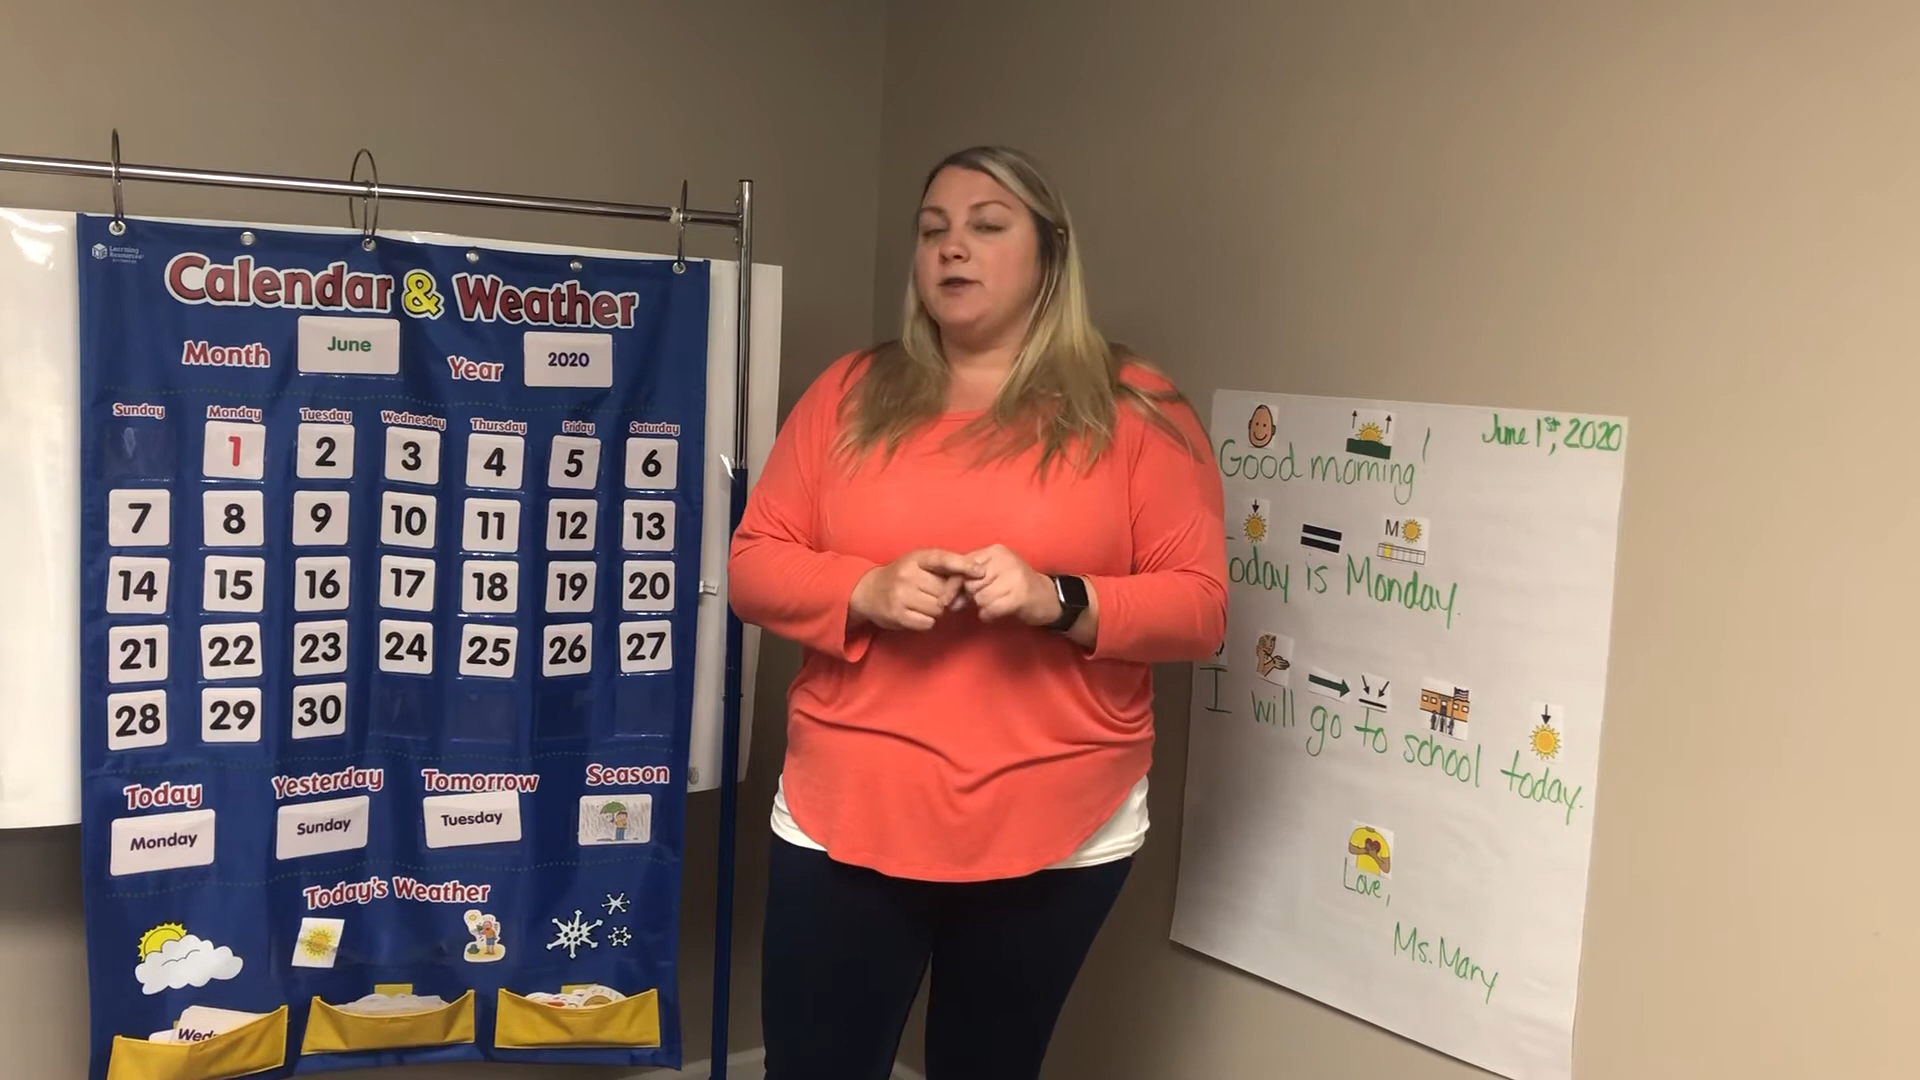 Learning Resources
Calendar & Weather
Month June Year 2020
Sunday Monday Tuesday Wednesday Thursday Friday Saturday
1 2 3 4 5 6
7 8 9 10 11 12 13
14 15 16 17 18 19 20
21 22 23 24 25 26 27
28 29 30
Today Yesterday Tomorrow Season
Monday Sunday Tuesday
Today's Weather
June 1st, 2020
Good morning!
M
Today is Monday.
I will go to school today.
Love,
Ms. Mary